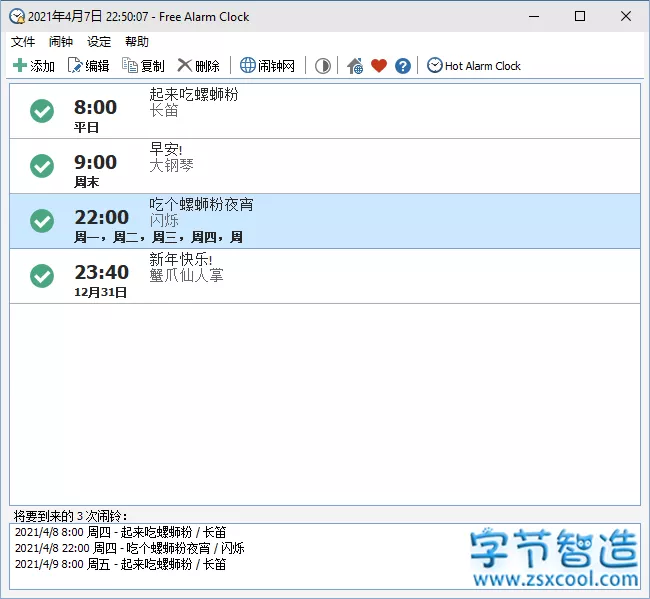 2021年4月7日 22:50:07 - Free Alarm Clock
文件 闹钟 设定 帮助
添加 编辑 复制 删除 闹钟网 Hot Alarm Clock
起来吃螺蛳粉
8:00 长笛
平日
早安!
9:00 大钢琴
周末
吃个螺蛳粉夜宵
22:00 闪烁
周一，周二，周三，周四，周
新年快乐!
23:40 蟹爪仙人掌
12月31日
将要到来的 3 次闹铃：
2021/4/8 8:00 周四 - 起来吃螺蛳粉 / 长笛
2021/4/8 22:00 周四 - 吃个螺蛳粉夜宵 / 闪烁
2021/4/9 8:00 周五 - 起来吃螺蛳粉 / 长笛
字节智造
www.zsxcool.com